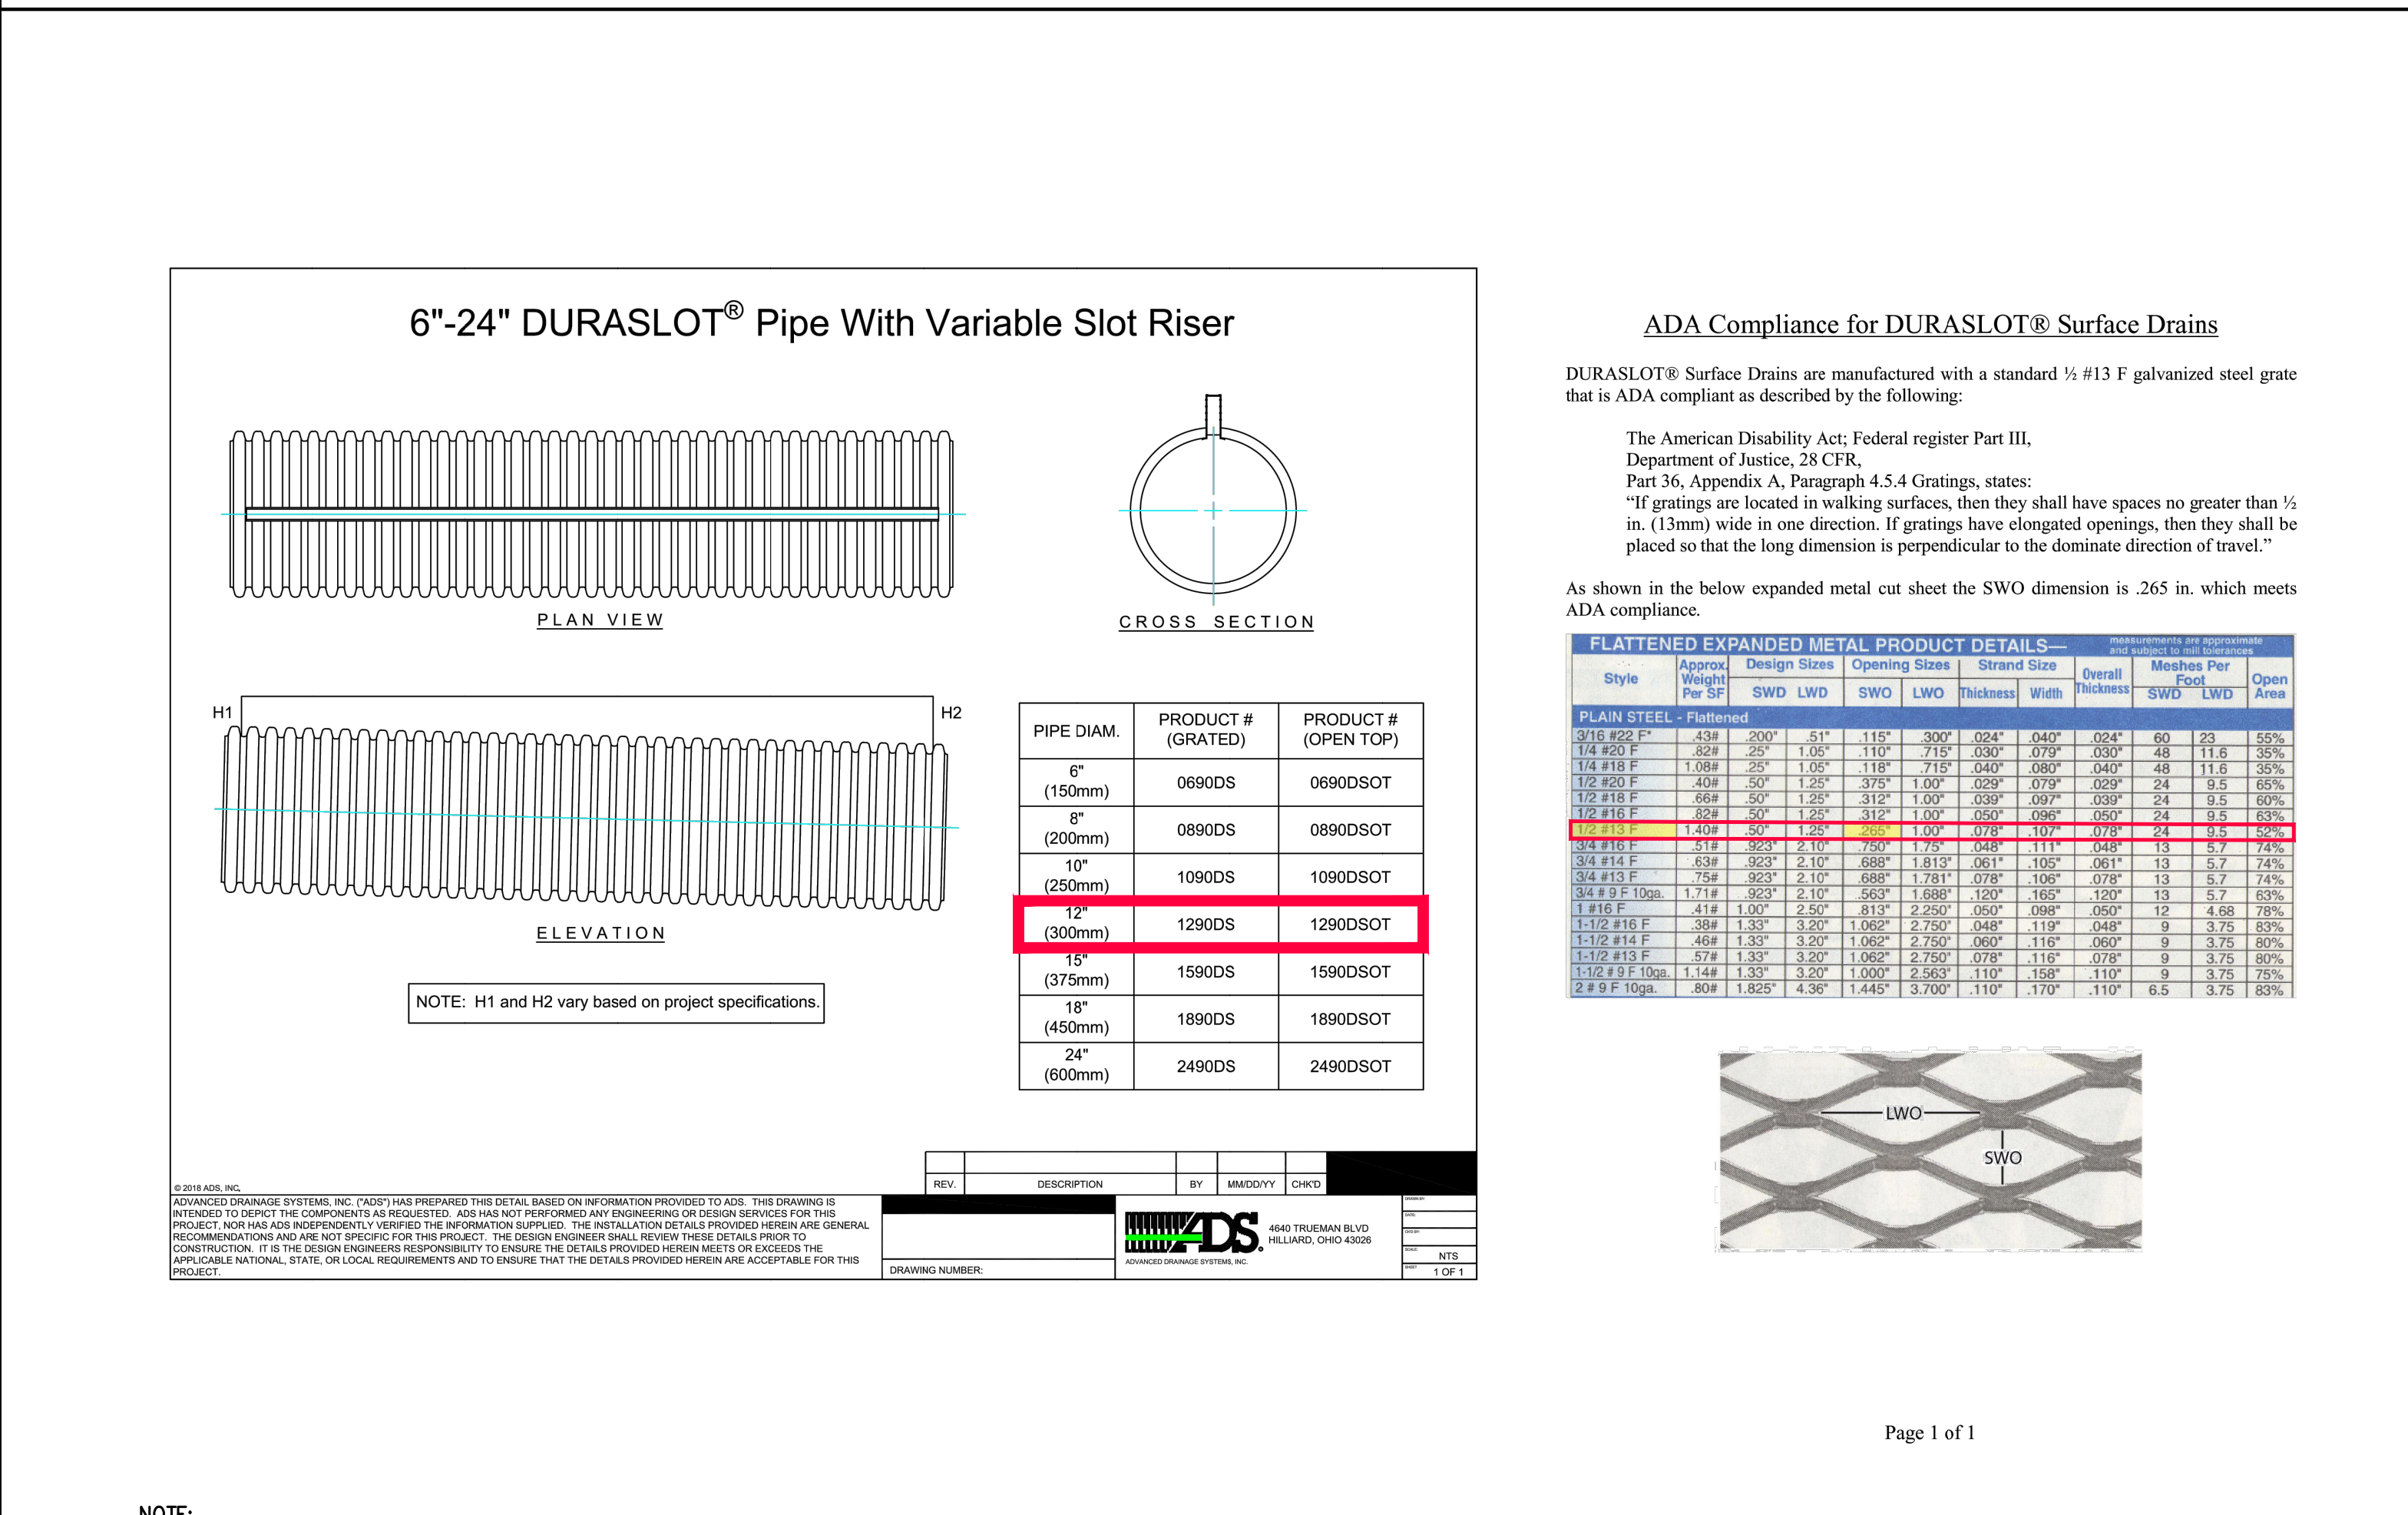 6"-24" DURASLOT® Pipe With Variable Slot Riser
PLAN VIEW
CROSS SECTION
H1
H2
ELEVATION
NOTE: H1 and H2 vary based on project specifications.
PIPE DIAM. PRODUCT # (GRATED) PRODUCT # (OPEN TOP)
6" (150mm) 0690DS 0690DSOT
8" (200mm) 0890DS 0890DSOT
10" (250mm) 1090DS 1090DSOT
12" (300mm) 1290DS 1290DSOT
15" (375mm) 1590DS 1590DSOT
18" (450mm) 1890DS 1890DSOT
24" (600mm) 2490DS 2490DSOT
REV. DESCRIPTION BY MM/DD/YY CHK'D
© 2018 ADS, INC.
ADVANCED DRAINAGE SYSTEMS, INC. ("ADS") HAS PREPARED THIS DETAIL BASED ON INFORMATION PROVIDED TO ADS. THIS DRAWING IS
INTENDED TO DEPICT THE COMPONENTS AS REQUESTED. ADS HAS NOT PERFORMED ANY ENGINEERING OR DESIGN SERVICES FOR THIS
PROJECT, NOR HAS ADS INDEPENDENTLY VERIFIED THE INFORMATION SUPPLIED. THE INSTALLATION DETAILS PROVIDED HEREIN ARE GENERAL
RECOMMENDATIONS AND ARE NOT SPECIFIC FOR THIS PROJECT. THE DESIGN ENGINEER SHALL REVIEW THESE DETAILS PRIOR TO
CONSTRUCTION. IT IS THE DESIGN ENGINEERS RESPONSIBILITY TO ENSURE THE DETAILS PROVIDED HEREIN MEETS OR EXCEEDS THE
APPLICABLE NATIONAL, STATE, OR LOCAL REQUIREMENTS AND TO ENSURE THAT THE DETAILS PROVIDED HEREIN ARE ACCEPTABLE FOR THIS
PROJECT.
DRAWING NUMBER:
ADS®
ADVANCED DRAINAGE SYSTEMS, INC.
4640 TRUEMAN BLVD
HILLIARD, OHIO 43026
DRAWN BY:
DATE:
CHK'D BY:
SCALE: NTS
SHEET 1 OF 1
ADA Compliance for DURASLOT® Surface Drains
DURASLOT® Surface Drains are manufactured with a standard ½ #13 F galvanized steel grate
that is ADA compliant as described by the following:
The American Disability Act; Federal register Part III,
Department of Justice, 28 CFR,
Part 36, Appendix A, Paragraph 4.5.4 Gratings, states:
“If gratings are located in walking surfaces, then they shall have spaces no greater than ½
in. (13mm) wide in one direction. If gratings have elongated openings, then they shall be
placed so that the long dimension is perpendicular to the dominate direction of travel.”
As shown in the below expanded metal cut sheet the SWO dimension is .265 in. which meets
ADA compliance.
FLATTENED EXPANDED METAL PRODUCT DETAILS— measurements are approximate and subject to mill tolerances
Style Approx. Weight Per SF Design Sizes Opening Sizes Strand Size Overall Thickness Meshes Per Foot Open Area
SWD LWD SWO LWO Thickness Width SWD LWD
PLAIN STEEL - Flattened
3/16 #22 F* .43# .200" .51" .115" .300" .024" .040" .024" 60 23 55%
1/4 #20 F .82# .25" 1.05" .110" .715" .030" .079" .030" 48 11.6 35%
1/4 #18 F 1.08# .25" 1.05" .118" .715" .040" .080" .040" 48 11.6 35%
1/2 #20 F .40# .50" 1.25" .375" 1.00" .029" .079" .029" 24 9.5 65%
1/2 #18 F .66# .50" 1.25" .312" 1.00" .039" .097" .039" 24 9.5 60%
1/2 #16 F .82# .50" 1.25" .312" 1.00" .050" .096" .050" 24 9.5 63%
1/2 #13 F 1.40# .50" 1.25" .265" 1.00" .078" .107" .078" 24 9.5 52%
3/4 #16 F .51# .923" 2.10" .750" 1.75" .048" .111" .048" 13 5.7 74%
3/4 #14 F .63# .923" 2.10" .688" 1.813" .061" .105" .061" 13 5.7 74%
3/4 #13 F .75# .923" 2.10" .688" 1.781" .078" .106" .078" 13 5.7 74%
3/4 # 9 F 10ga. 1.71# .923" 2.10" .563" 1.688" .120" .165" .120" 13 5.7 63%
1 #16 F .41# 1.00" 2.50" .813" 2.250" .050" .098" .050" 12 4.68 78%
1-1/2 #16 F .38# 1.33" 3.20" 1.062" 2.750" .048" .119" .048" 9 3.75 83%
1-1/2 #14 F .46# 1.33" 3.20" 1.062" 2.750" .060" .116" .060" 9 3.75 80%
1-1/2 #13 F .57# 1.33" 3.20" 1.062" 2.750" .078" .116" .078" 9 3.75 80%
1-1/2 # 9 F 10ga. 1.14# 1.33" 3.20" 1.000" 2.563" .110" .158" .110" 9 3.75 75%
2 # 9 F 10ga. .80# 1.825" 4.36" 1.445" 3.700" .110" .170" .110" 6.5 3.75 83%
LWO
SWO
Page 1 of 1
NOTE: